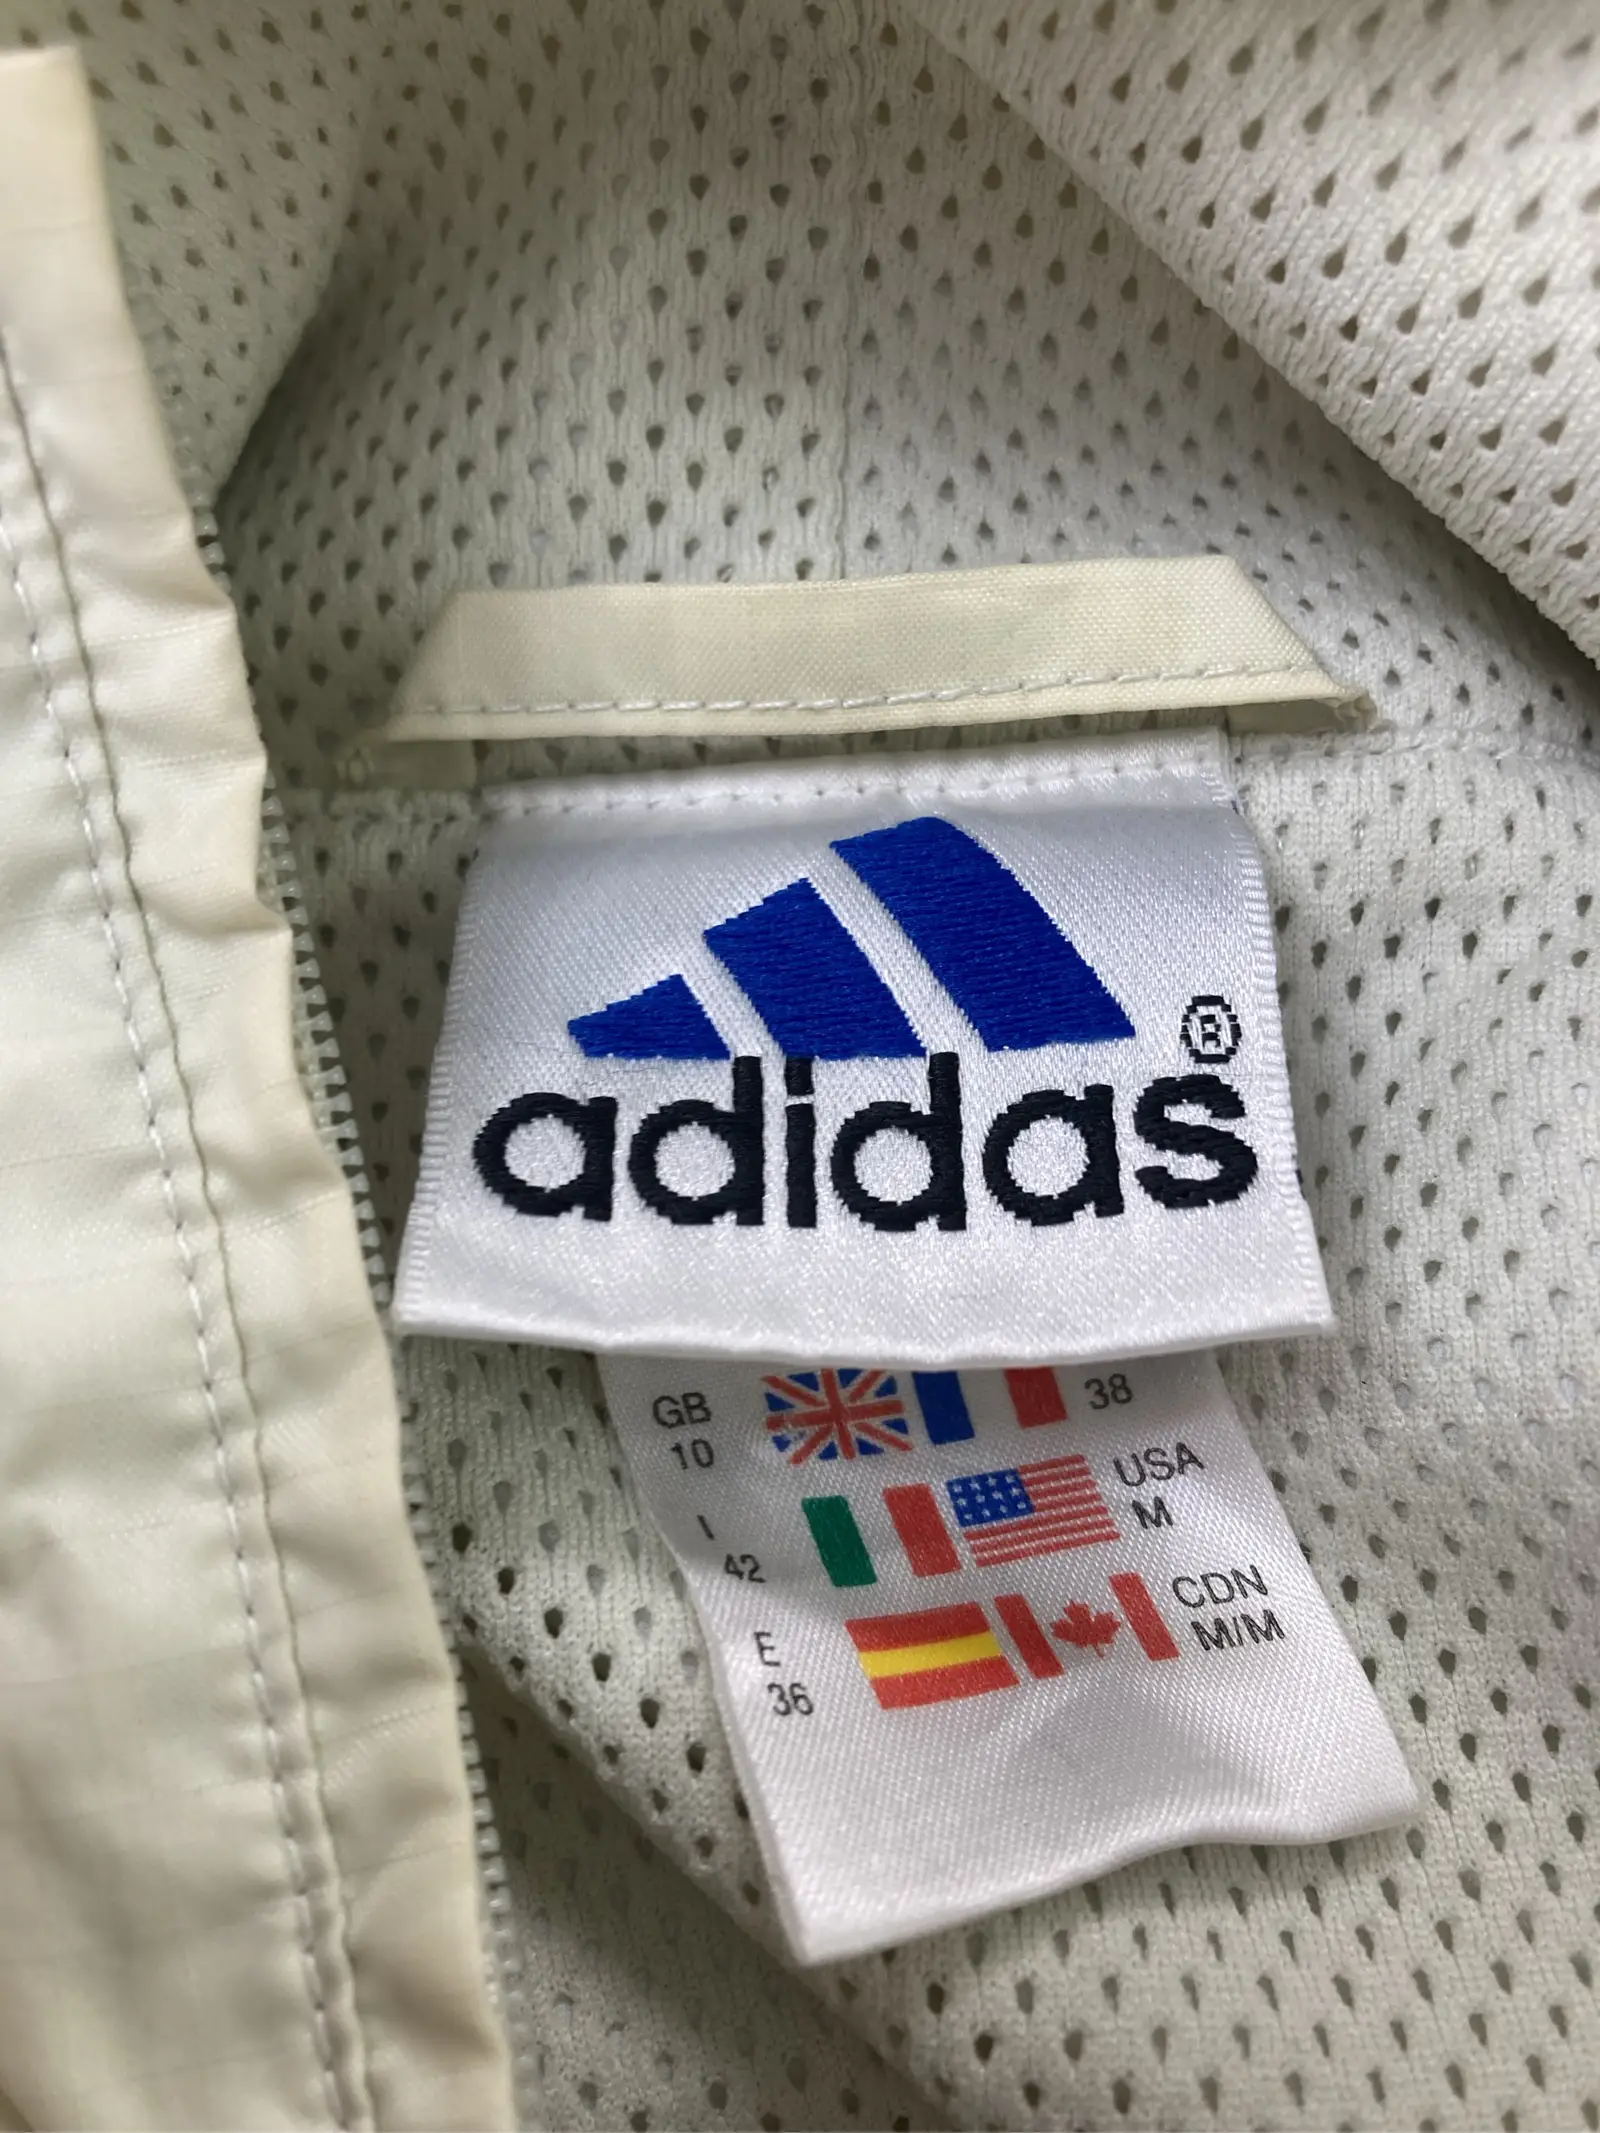 adidas®
GB 38
10
USA
I M
42
CDN
E M/M
36